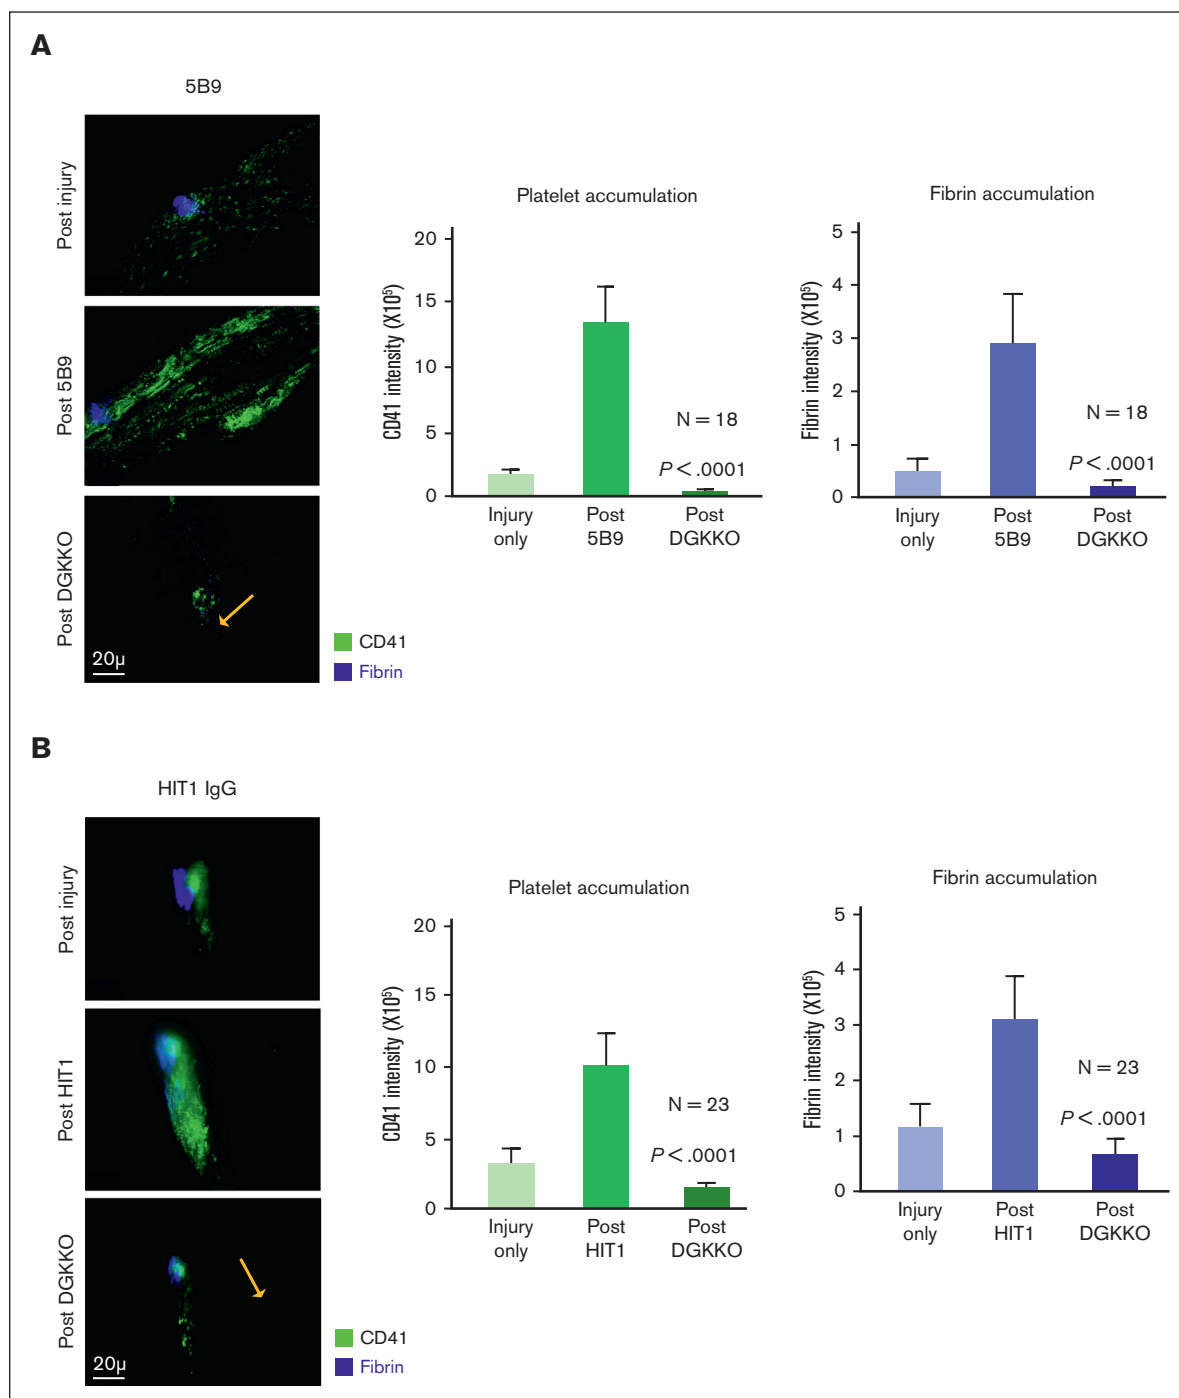 A
5B9
Post injury
Post 5B9
Post DGKKO
20µ
CD41
Fibrin
Platelet accumulation
CD41 intensity (X10⁵)
20
15
10
5
0
N = 18
P < .0001
Injury only
Post 5B9
Post DGKKO
Fibrin accumulation
Fibrin intensity (X10⁵)
5
4
3
2
1
0
N = 18
P < .0001
Injury only
Post 5B9
Post DGKKO
B
HIT1 IgG
Post injury
Post HIT1
Post DGKKO
20µ
CD41
Fibrin
Platelet accumulation
CD41 intensity (X10⁵)
20
15
10
5
0
N = 23
P < .0001
Injury only
Post HIT1
Post DGKKO
Fibrin accumulation
Fibrin intensity (X10⁵)
5
4
3
2
1
0
N = 23
P < .0001
Injury only
Post HIT1
Post DGKKO